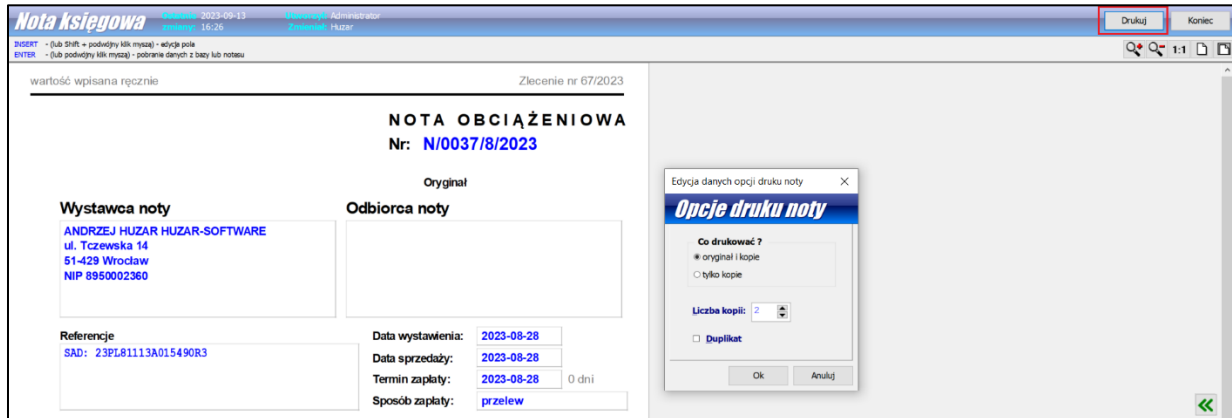 Nota księgowa
Ostatnio 2023-09-13
zmieniony: 16:26
Utworzył: Administrator
Zmieniał: Huzar
Drukuj
Koniec
INSERT - (lub Shift + podwójny klik myszą) - edycja pola
ENTER - (lub podwójny klik myszą) - pobranie danych z bazy lub notesu
1:1
wartość wpisana ręcznie
Zlecenie nr 67/2023
NOTA OBCIĄŻENIOWA
Nr: N/0037/8/2023
Oryginał
Wystawca noty
Odbiorca noty
ANDRZEJ HUZAR HUZAR-SOFTWARE
ul. Tczewska 14
51-429 Wrocław
NIP 8950002360
Referencje
SAD: 23PL81113A015490R3
Data wystawienia: 2023-08-28
Data sprzedaży: 2023-08-28
Termin zapłaty: 2023-08-28 0 dni
Sposób zapłaty: przelew
Edycja danych opcji druku noty
Opcje druku noty
Co drukować ?
oryginał i kopie
tylko kopie
Liczba kopii: 2
Duplikat
Ok
Anuluj